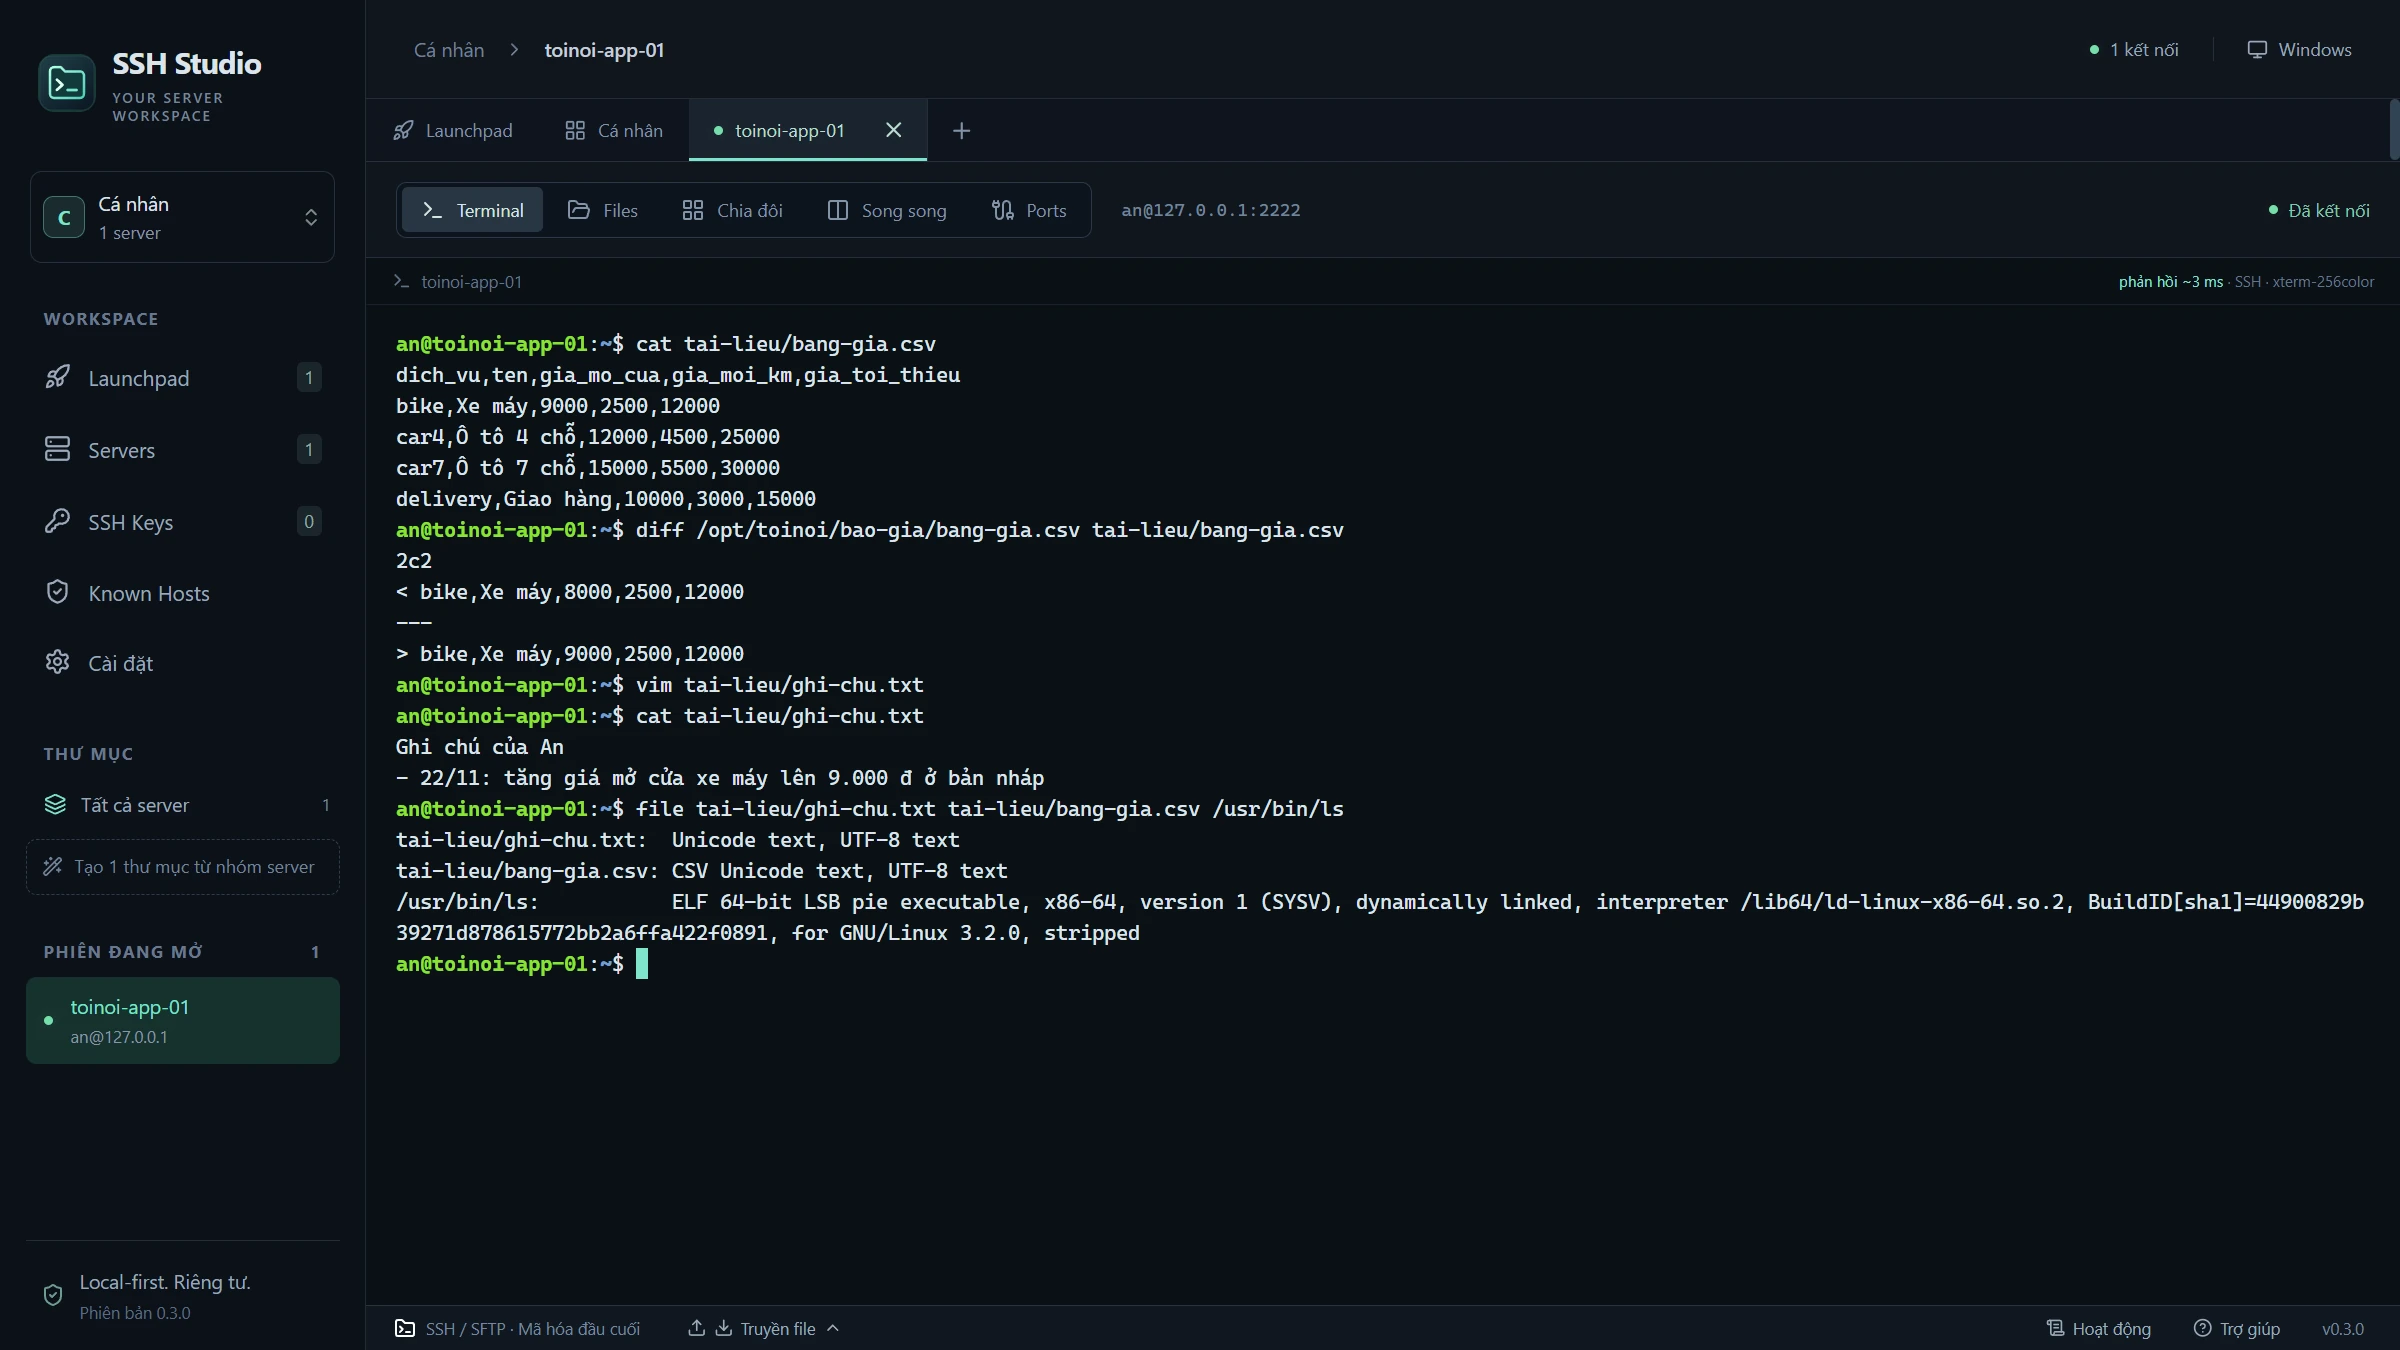 SSH Studio
YOUR SERVER
WORKSPACE
C
Cá nhân
1 server
WORKSPACE
Launchpad 1
Servers 1
SSH Keys 0
Known Hosts
Cài đặt
THƯ MỤC
Tất cả server 1
Tạo 1 thư mục từ nhóm server
PHIÊN ĐANG MỞ 1
toinoi-app-01
an@127.0.0.1
Local-first. Riêng tư.
Phiên bản 0.3.0
Cá nhân > toinoi-app-01
1 kết nối
Windows
Launchpad
Cá nhân
toinoi-app-01
Terminal
Files
Chia đôi
Song song
Ports
an@127.0.0.1:2222
Đã kết nối
toinoi-app-01
phản hồi ~3 ms · SSH · xterm-256color
an@toinoi-app-01:~$ cat tai-lieu/bang-gia.csv
dich_vu,ten,gia_mo_cua,gia_moi_km,gia_toi_thieu
bike,Xe máy,9000,2500,12000
car4,Ô tô 4 chỗ,12000,4500,25000
car7,Ô tô 7 chỗ,15000,5500,30000
delivery,Giao hàng,10000,3000,15000
an@toinoi-app-01:~$ diff /opt/toinoi/bao-gia/bang-gia.csv tai-lieu/bang-gia.csv
2c2
< bike,Xe máy,8000,2500,12000
---
> bike,Xe máy,9000,2500,12000
an@toinoi-app-01:~$ vim tai-lieu/ghi-chu.txt
an@toinoi-app-01:~$ cat tai-lieu/ghi-chu.txt
Ghi chú của An
- 22/11: tăng giá mở cửa xe máy lên 9.000 đ ở bản nháp
an@toinoi-app-01:~$ file tai-lieu/ghi-chu.txt tai-lieu/bang-gia.csv /usr/bin/ls
tai-lieu/ghi-chu.txt:  Unicode text, UTF-8 text
tai-lieu/bang-gia.csv: CSV Unicode text, UTF-8 text
/usr/bin/ls:           ELF 64-bit LSB pie executable, x86-64, version 1 (SYSV), dynamically linked, interpreter /lib64/ld-linux-x86-64.so.2, BuildID[sha1]=44900829b
39271d878615772bb2a6ffa422f0891, for GNU/Linux 3.2.0, stripped
an@toinoi-app-01:~$
SSH / SFTP · Mã hóa đầu cuối
Truyền file
Hoạt động
Trợ giúp
v0.3.0